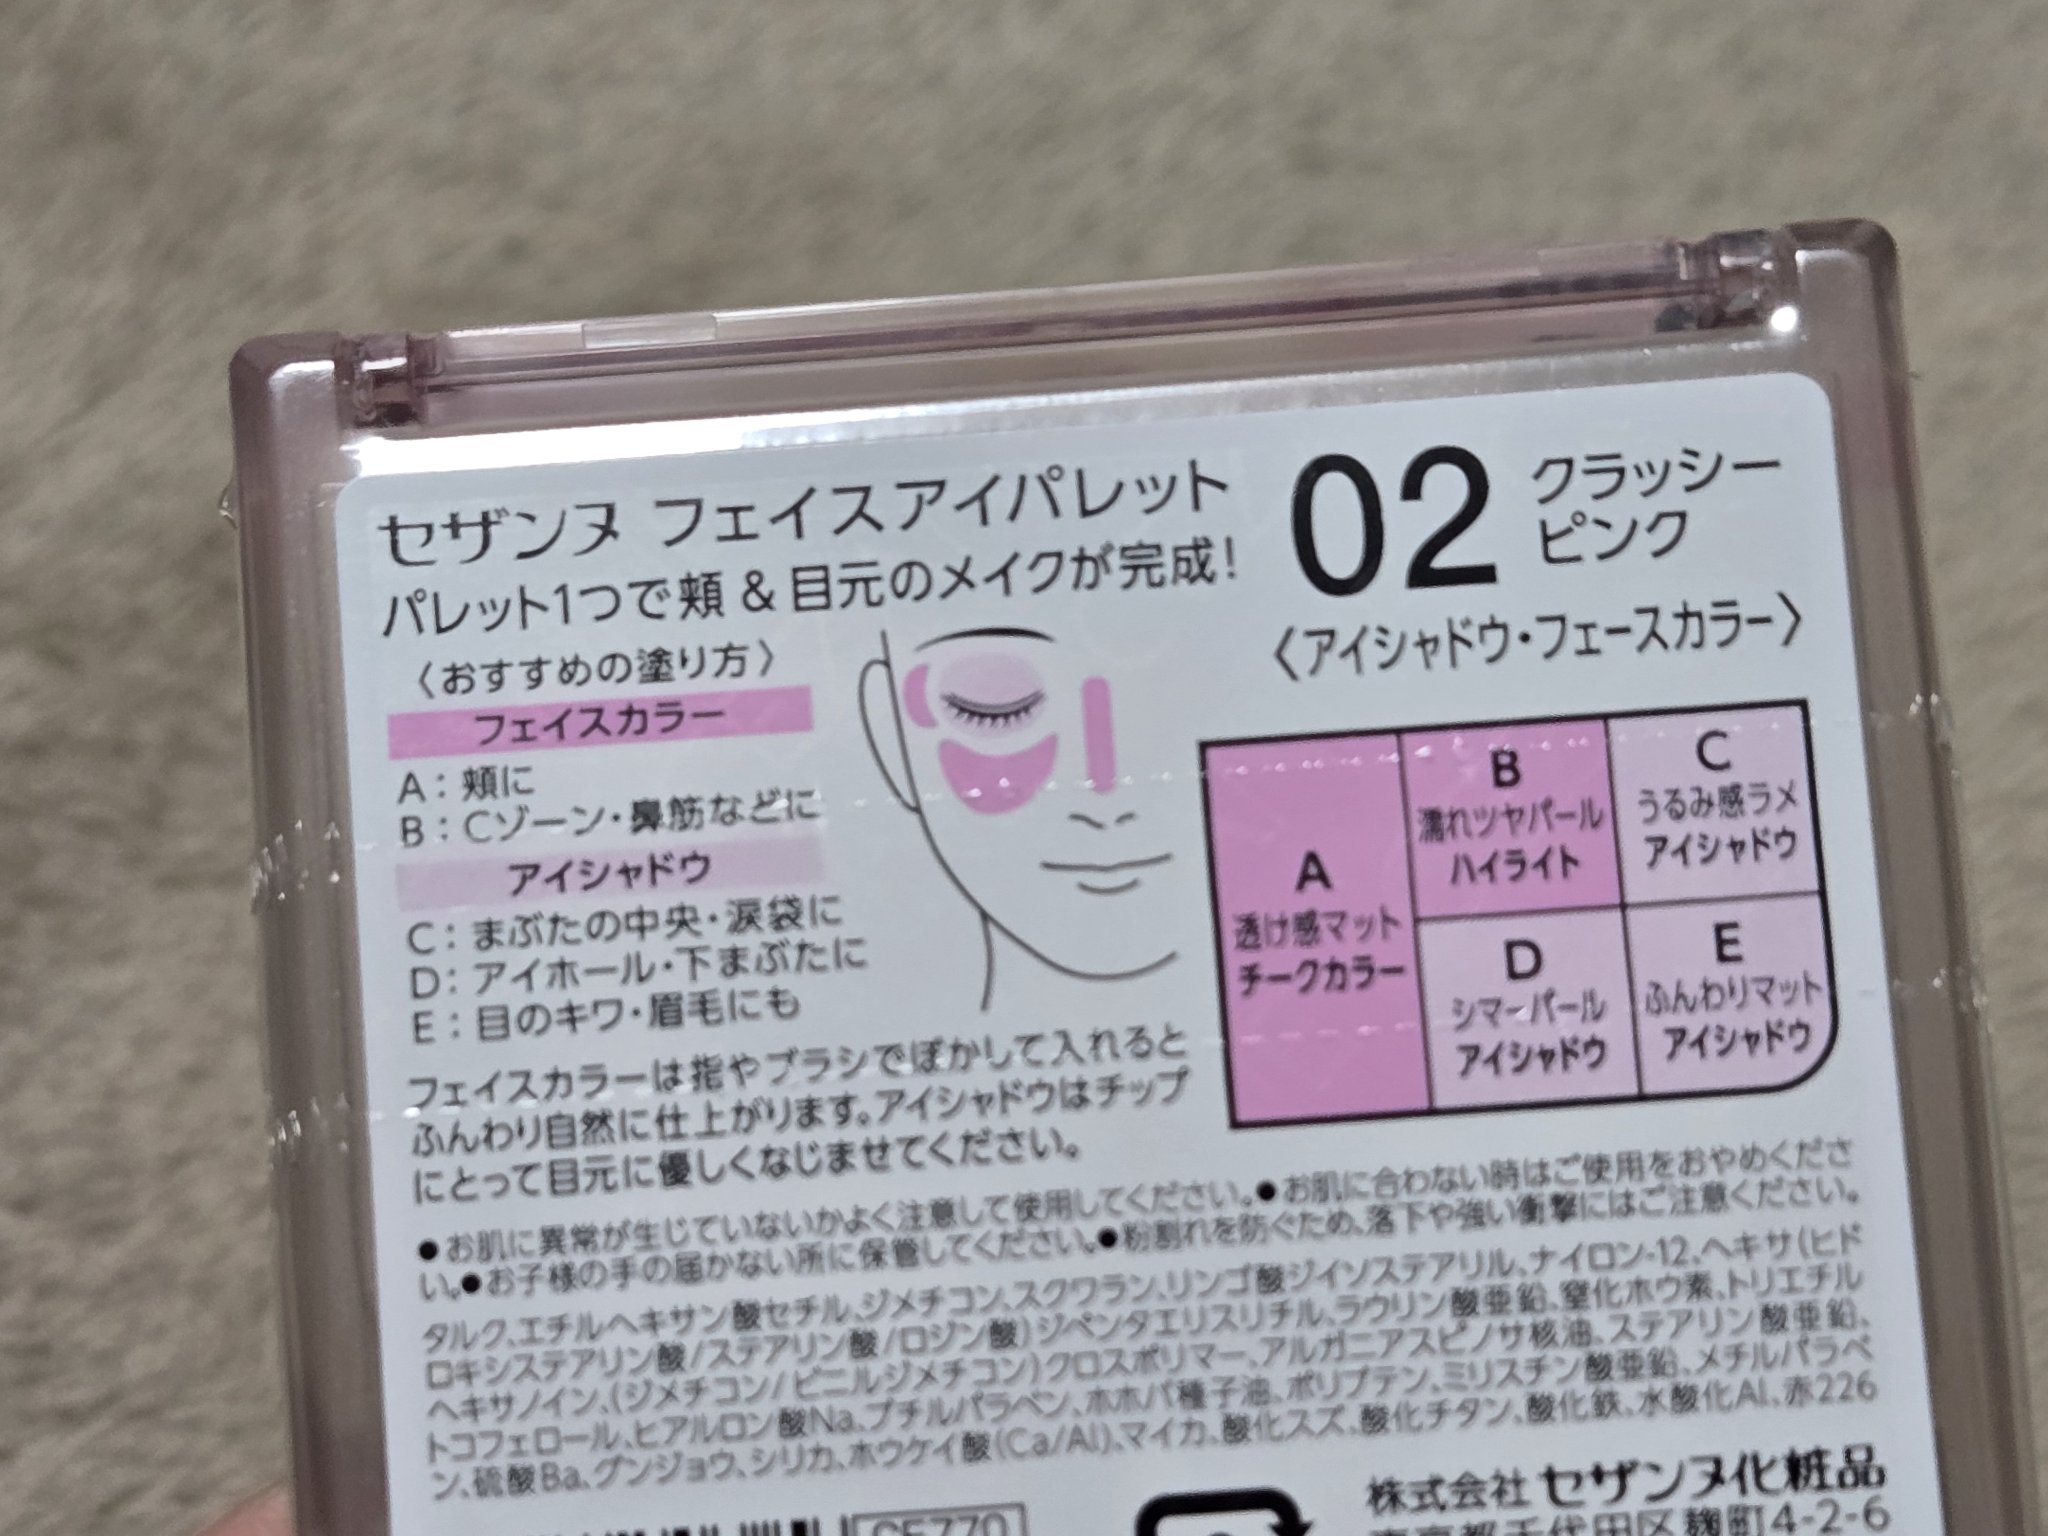 セザンヌ フェイスアイパレット
パレット1つで頬＆目元のメイクが完成！
02 クラッシー
ピンク
〈アイシャドウ・フェースカラー〉
〈おすすめの塗り方〉
フェイスカラー
A：頬に
B：Cゾーン・鼻筋などに
アイシャドウ
C：まぶたの中央・涙袋に
D：アイホール・下まぶたに
E：目のキワ・眉毛にも
A
透け感マット
チークカラー
B
濡れツヤパール
ハイライト
C
うるみ感ラメ
アイシャドウ
D
シマーパール
アイシャドウ
E
ふんわりマット
アイシャドウ
フェイスカラーは指やブラシでぼかして入れると
ふんわり自然に仕上がります。アイシャドウはチップ
にとって目元に優しくなじませてください。
●お肌に異常が生じていないかよく注意して使用してください。●お肌に合わない時はご使用をおやめくださ
い。●お子様の手の届かない所に保管してください。●粉割れを防ぐため、落下や強い衝撃にはご注意ください。
タルク、エチルヘキサン酸セチル、ジメチコン、スクワラン、リンゴ酸ジイソステアリル、ナイロン-12、ヘキサ(ヒド
ロキシステアリン酸/ステアリン酸/ロジン酸)ジペンタエリスリチル、ラウリン酸亜鉛、窒化ホウ素、トリエチル
ヘキサノイン、(ジメチコン/ビニルジメチコン)クロスポリマー、アルガニアスピノサ核油、ステアリン酸亜鉛、
トコフェロール、ヒアルロン酸Na、ブチルパラベン、ホホバ種子油、ポリブテン、ミリスチン酸亜鉛、メチルパラベ
ン、硫酸Ba、グンジョウ、シリカ、ホウケイ酸(Ca/Al)、マイカ、酸化スズ、酸化チタン、酸化鉄、水酸化Al、赤226
株式会社 セザンヌ化粧品
東京都千代田区麹町4-2-6
CE770